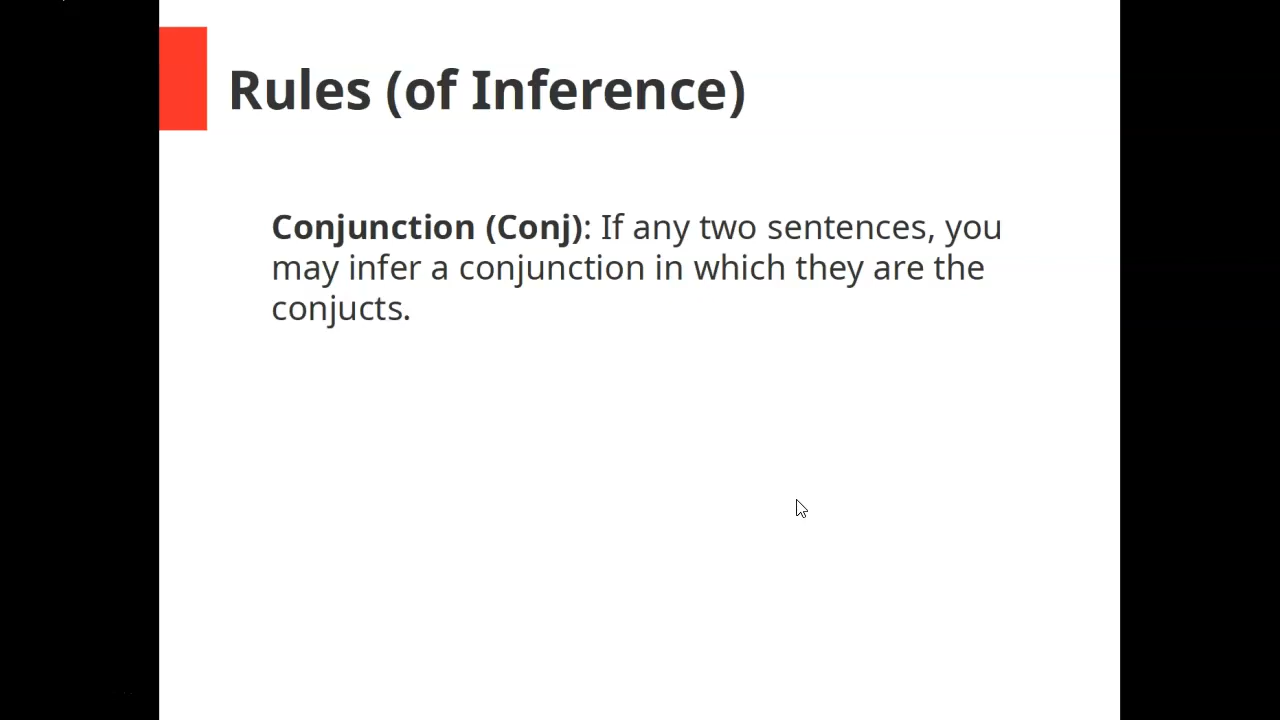 Rules (of Inference)
Conjunction (Conj): If any two sentences, you
may infer a conjunction in which they are the
conjucts.